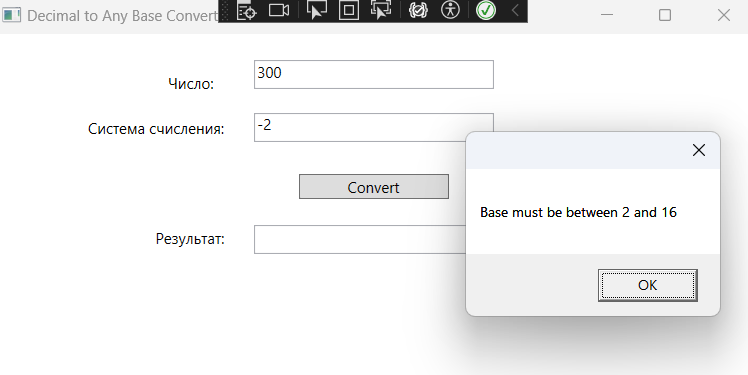 Decimal to Any Base Convert
Число:
300
Система счисления:
-2
Convert
Base must be between 2 and 16
Результат:
OK